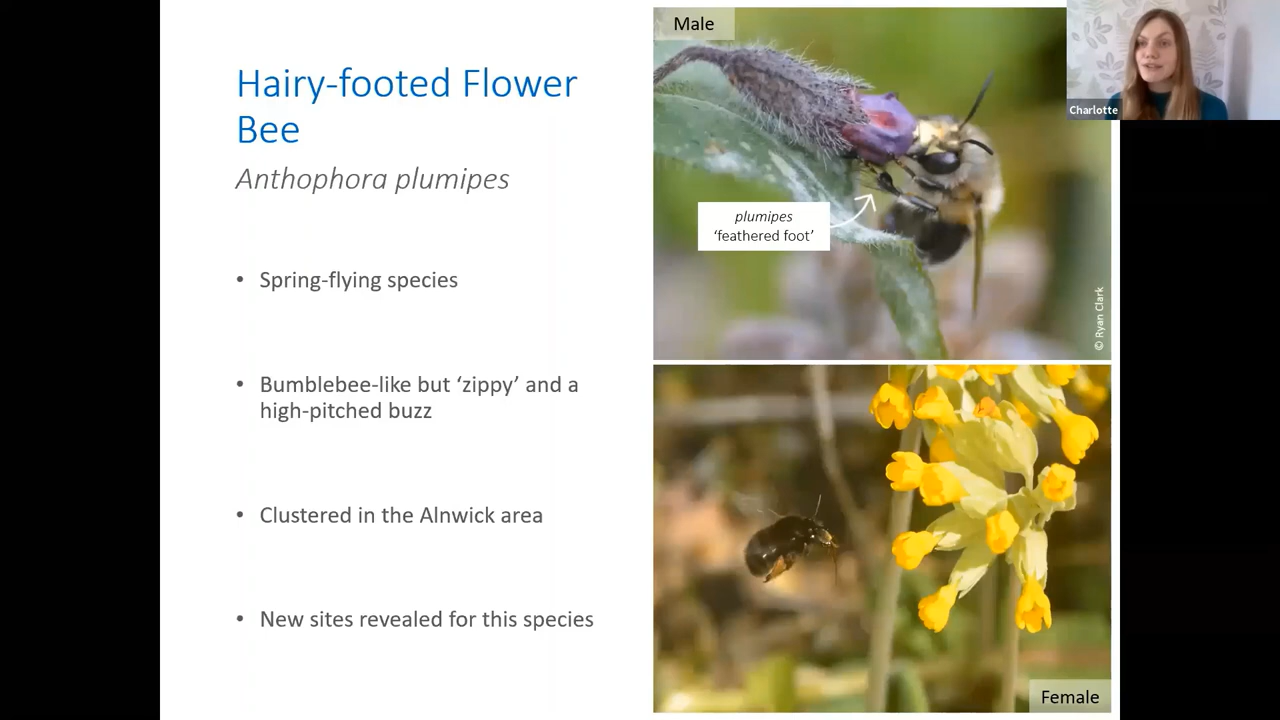 Hairy-footed Flower
Bee
Anthophora plumipes
• Spring-flying species
• Bumblebee-like but ‘zippy’ and a
high-pitched buzz
• Clustered in the Alnwick area
• New sites revealed for this species
Male
plumipes
‘feathered foot’
© Ryan Clark
Female
Charlotte